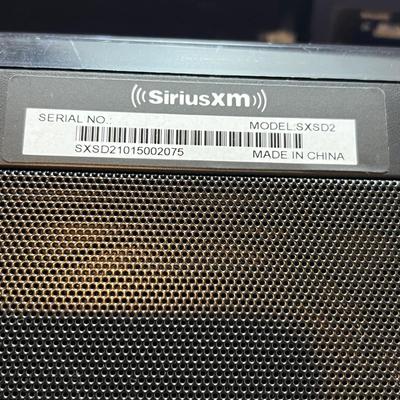 ((SiriusXM))
SERIAL NO.: MODEL:SXSD2
SXSD21015002075 MADE IN CHINA